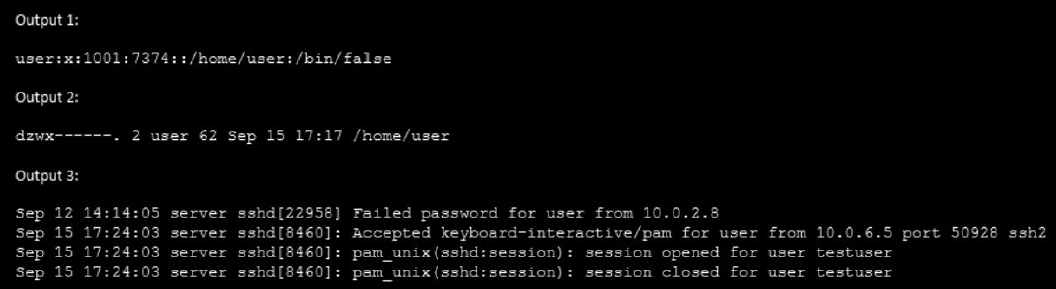 Output 1:
user:x:1001:7374::/home/user:/bin/false
Output 2:
dzwx------. 2 user 62 Sep 15 17:17 /home/user
Output 3:
Sep 12 14:14:05 server sshd[22958] Failed password for user from 10.0.2.8
Sep 15 17:24:03 server sshd[8460]: Accepted keyboard-interactive/pam for user from 10.0.6.5 port 50928 ssh2
Sep 15 17:24:03 server sshd[8460]: pam_unix(sshd:session): session opened for user testuser
Sep 15 17:24:03 server sshd[8460]: pam_unix(sshd:session): session closed for user testuser